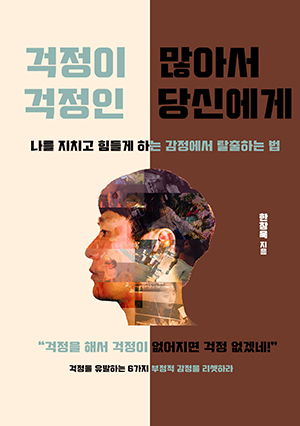 걱정이 많아서
걱정인 당신에게
나를 지치고 힘들게 하는 감정에서 탈출하는 법
한창욱 지음
“걱정을 해서 걱정이 없어지면 걱정 없겠네!”
걱정을 유발하는 6가지 부정적 감정을 리셋하라